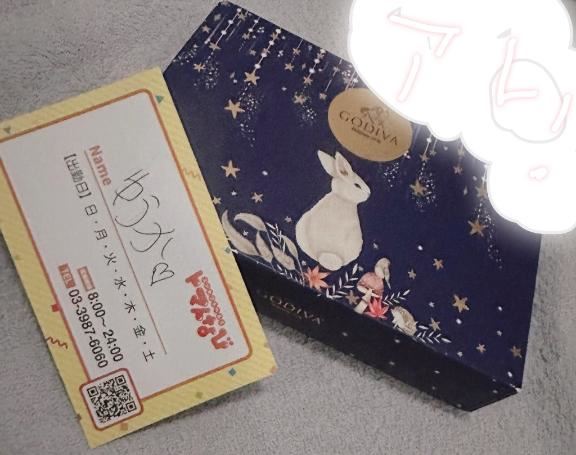 アレ
GODIVA
GODIVA
Name ゆうか♡
【出勤日】日・月・火・水・木・金・土
8:00〜24:00
TEL 03-3987-6060